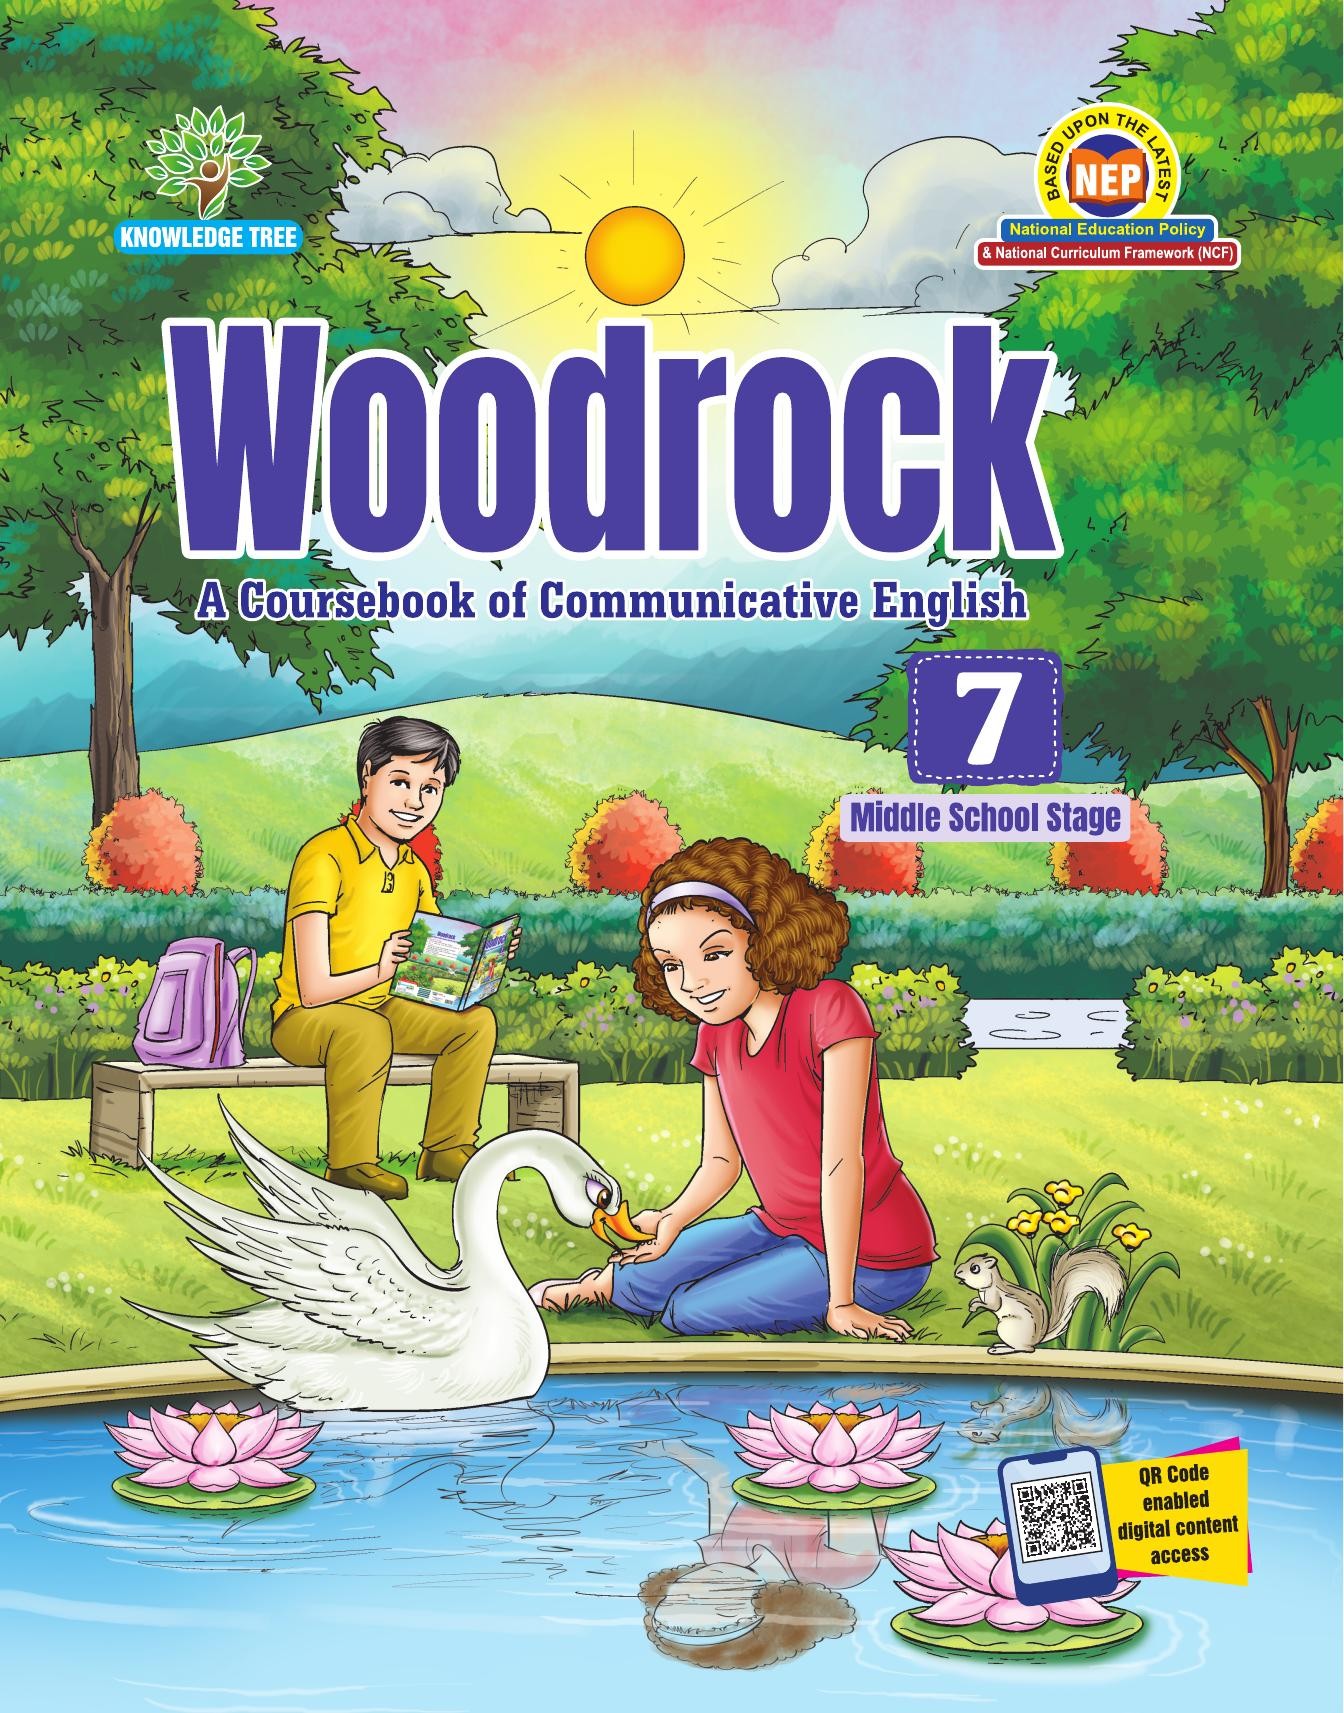 KNOWLEDGE TREE
BASED UPON THE LATEST
NEP
National Education Policy
& National Curriculum Framework (NCF)
Woodrock
A Coursebook of Communicative English
7
Middle School Stage
Woodrock
QR Code
enabled
digital content
access